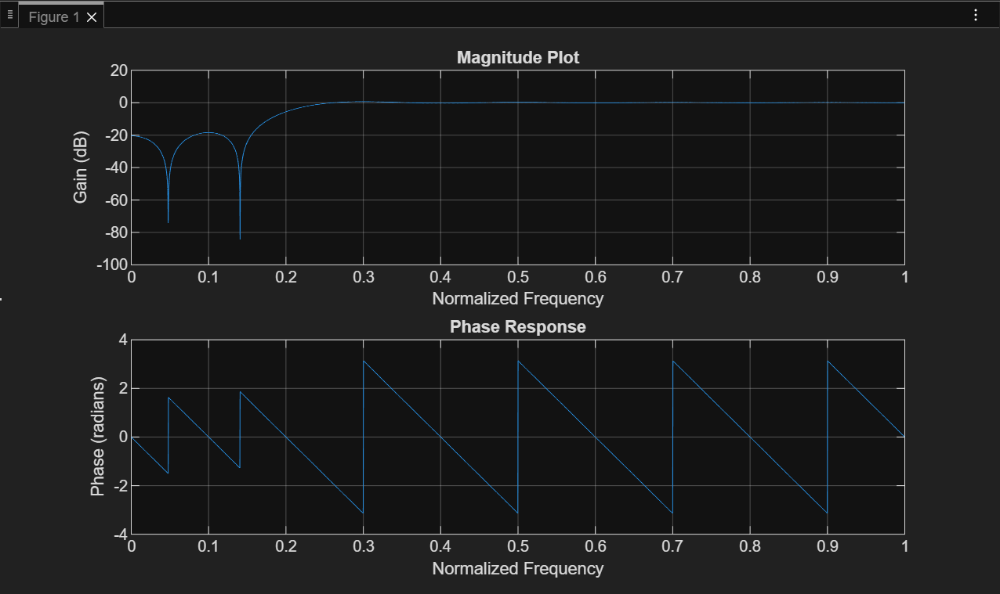 Figure 1
Magnitude Plot
20
0
-20
-40
-60
-80
-100
Gain (dB)
0 0.1 0.2 0.3 0.4 0.5 0.6 0.7 0.8 0.9 1
Normalized Frequency
Phase Response
4
2
0
-2
-4
Phase (radians)
0 0.1 0.2 0.3 0.4 0.5 0.6 0.7 0.8 0.9 1
Normalized Frequency